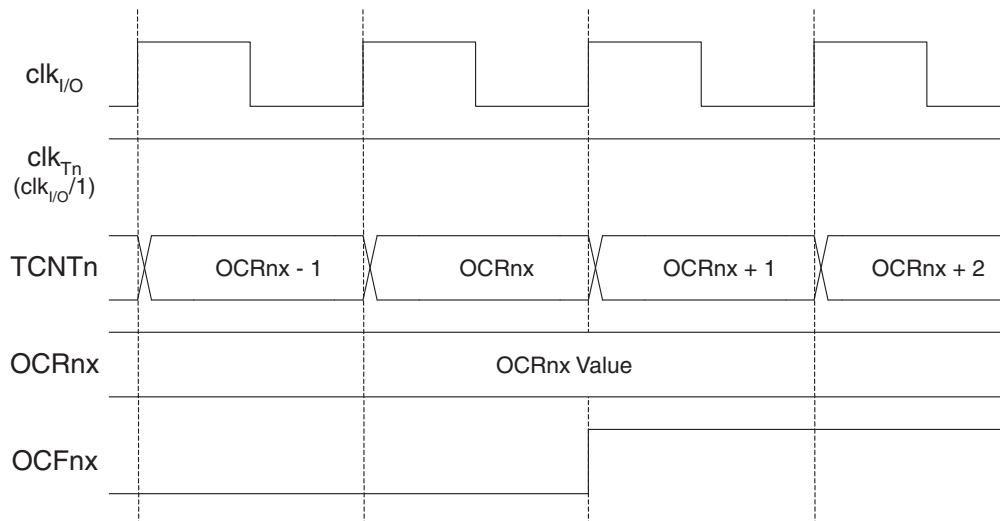 clkI/O
clkTn
(clkI/O/1)
TCNTn
OCRnx - 1
OCRnx
OCRnx + 1
OCRnx + 2
OCRnx
OCRnx Value
OCFnx